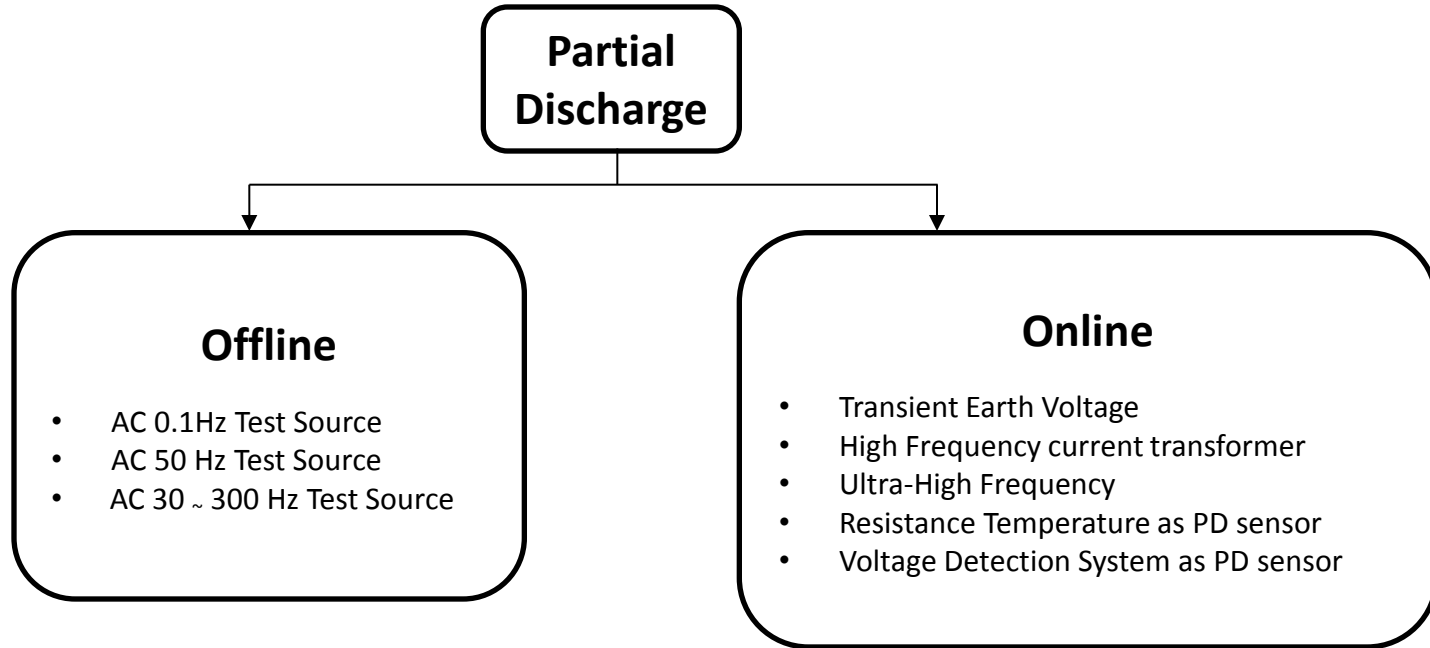 Partial
Discharge
Offline
• AC 0.1Hz Test Source
• AC 50 Hz Test Source
• AC 30 ~ 300 Hz Test Source
Online
• Transient Earth Voltage
• High Frequency current transformer
• Ultra-High Frequency
• Resistance Temperature as PD sensor
• Voltage Detection System as PD sensor